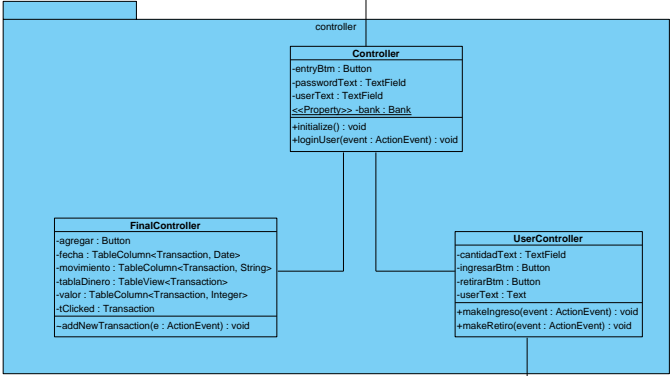 controller
Controller
-entryBtm : Button
-passwordText : TextField
-userText : TextField
<<Property>> -bank : Bank
+initialize() : void
+loginUser(event : ActionEvent) : void
FinalController
-agregar : Button
-fecha : TableColumn<Transaction, Date>
-movimiento : TableColumn<Transaction, String>
-tablaDinero : TableView<Transaction>
-valor : TableColumn<Transaction, Integer>
-tClicked : Transaction
~addNewTransaction(e : ActionEvent) : void
UserController
-cantidadText : TextField
-ingresarBtm : Button
-retirarBtm : Button
-userText : Text
+makeIngreso(event : ActionEvent) : void
+makeRetiro(event : ActionEvent) : void